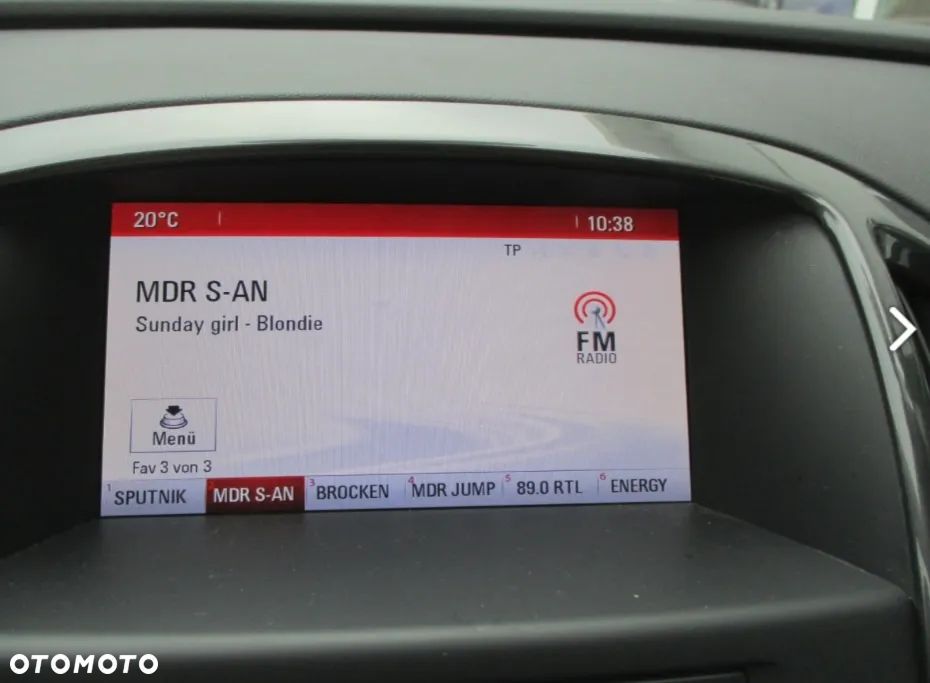 20°C 10:38
TP
MDR S-AN
Sunday girl - Blondie
FM
RADIO
Menü
Fav 3 von 3
1 SPUTNIK MDR S-AN 3 BROCKEN 4 MDR JUMP 5 89.0 RTL 6 ENERGY
OTOMOTO